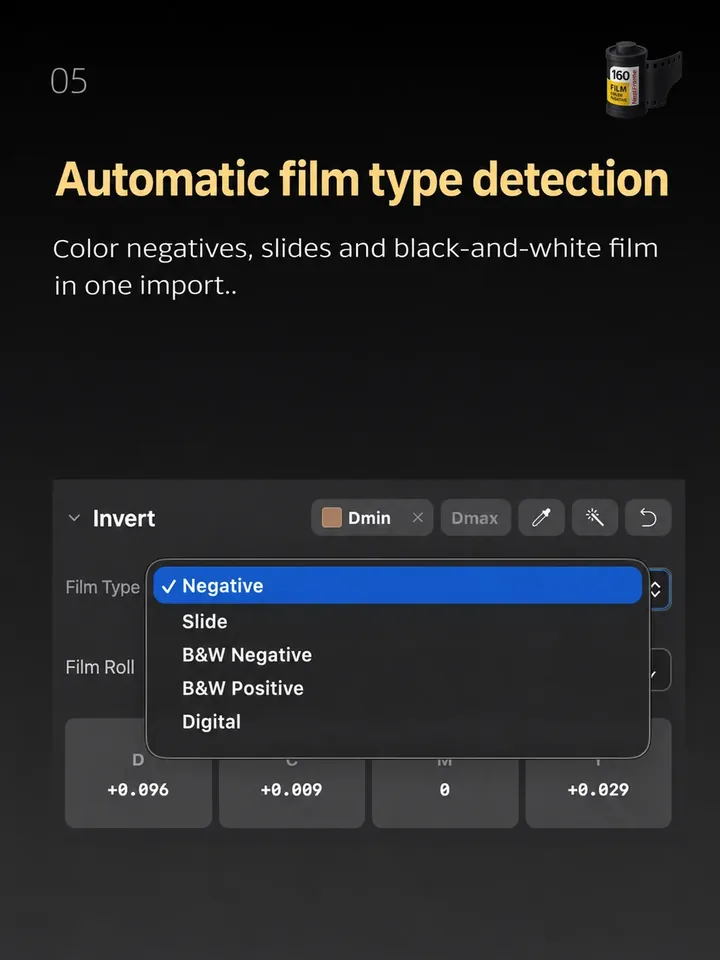 05
160
FiLM
Automatic film type detection
Color negatives, slides and black-and-white film
in one import..
Invert
Dmin
Dmax
Film Type
✓ Negative
Slide
B&W Negative
B&W Positive
Digital
Film Roll
D C M Y
+0.096 +0.009 0 +0.029